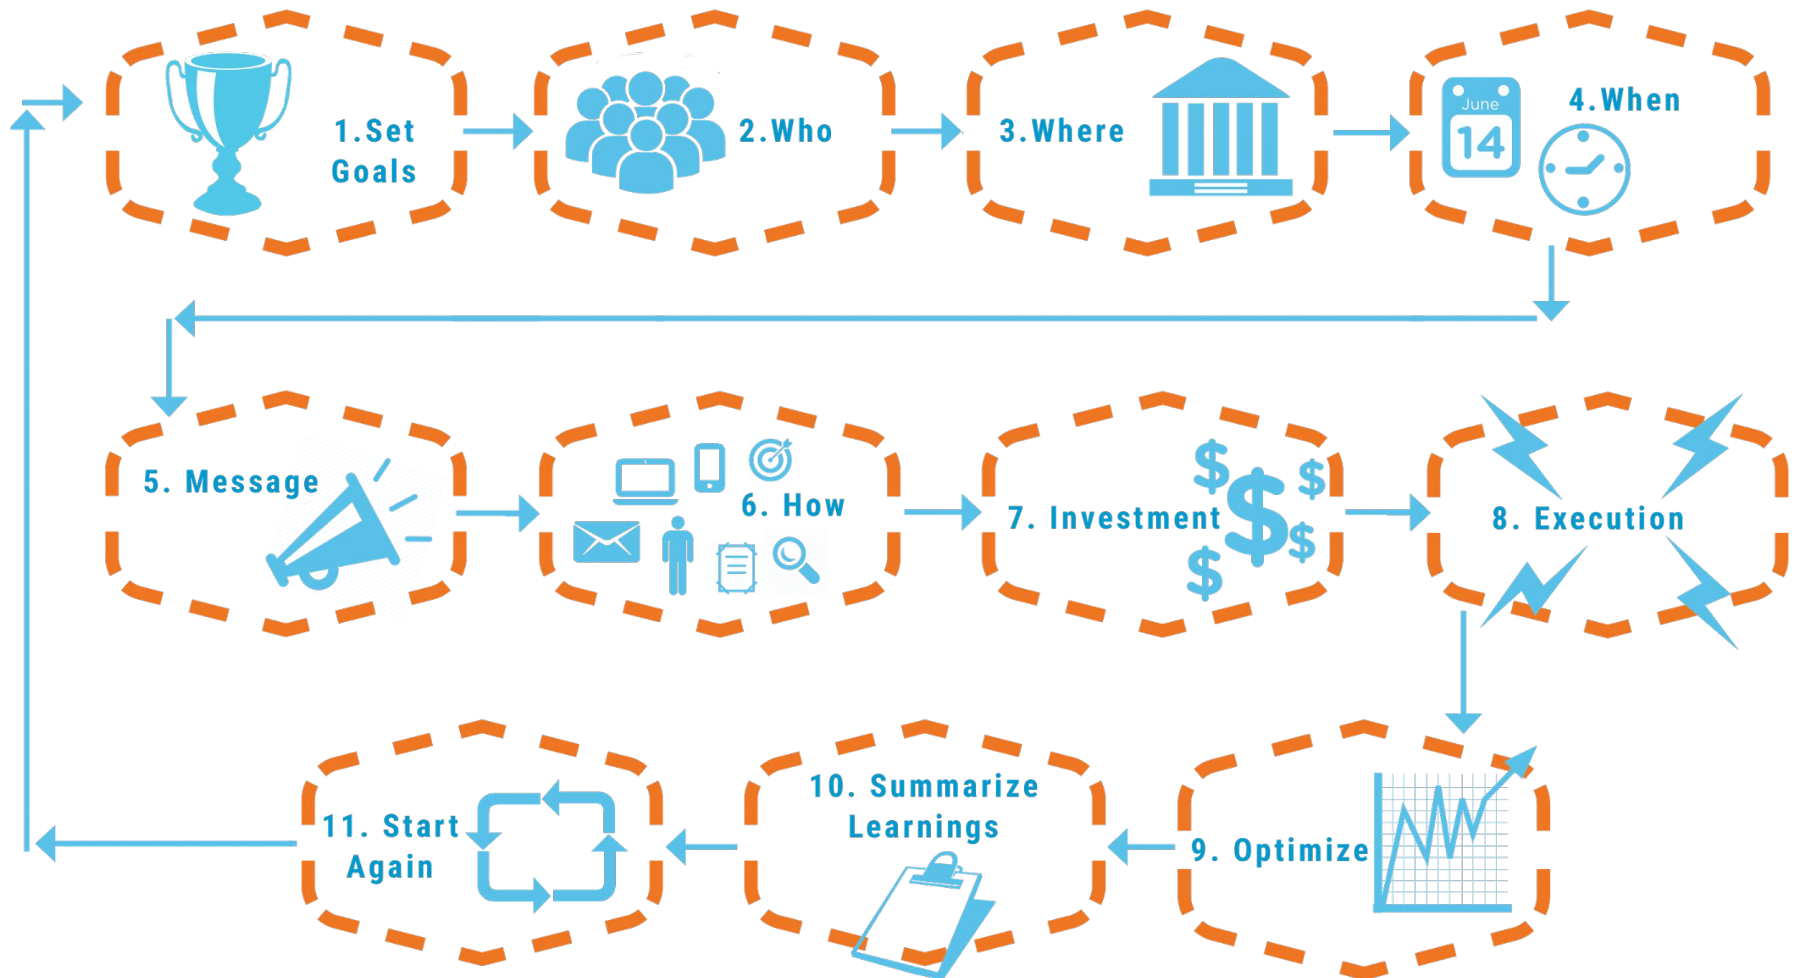 1.Set
Goals
2.Who
3.Where
4.When
June
14
5. Message
6. How
7. Investment
$
$
$
$
$
8. Execution
9. Optimize
10. Summarize
Learnings
11. Start
Again